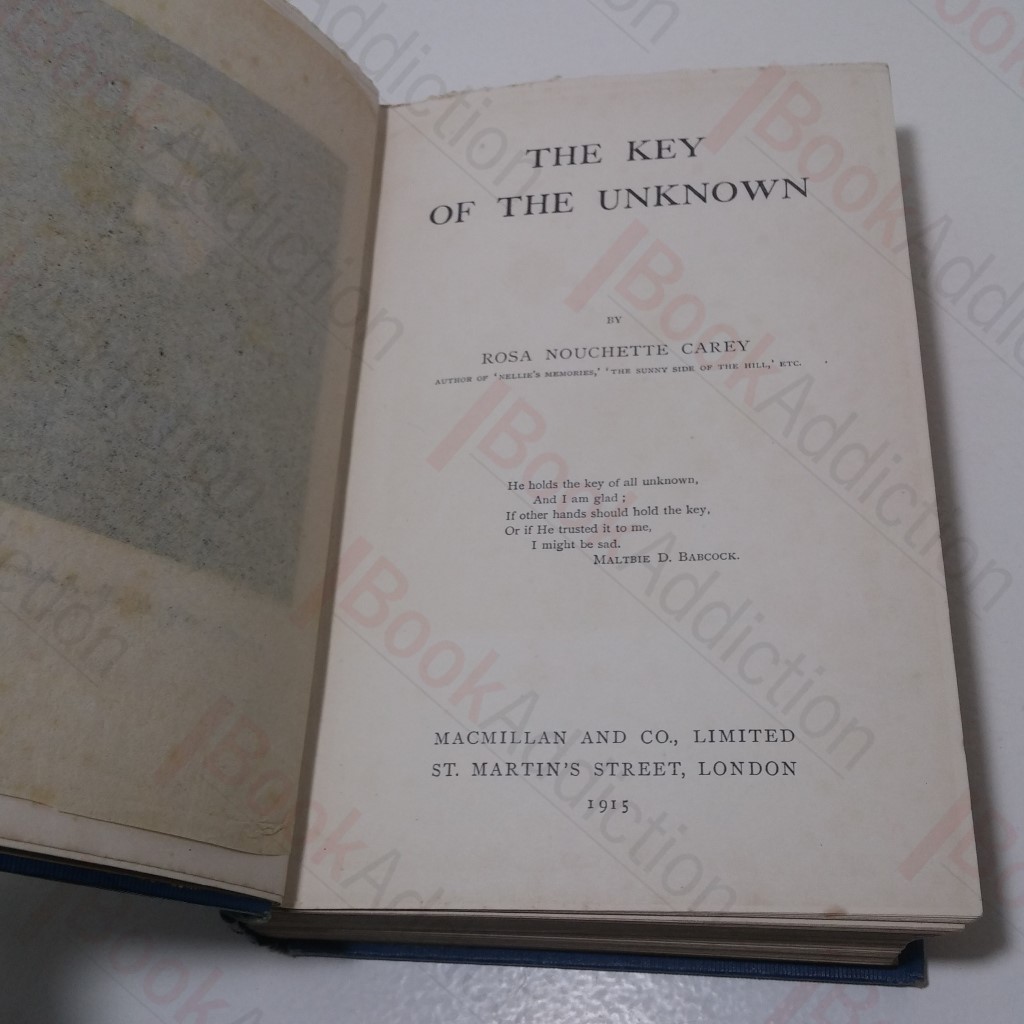 THE KEY
OF THE UNKNOWN
BY
ROSA NOUCHETTE CAREY
AUTHOR OF 'NELLIE'S MEMORIES,' 'THE SUNNY SIDE OF THE HILL,' ETC.
He holds the key of all unknown,
And I am glad ;
If other hands should hold the key,
Or if He trusted it to me,
I might be sad.
MALTBIE D. BABCOCK.
MACMILLAN AND CO., LIMITED
ST. MARTIN'S STREET, LONDON
1915
BookAddiction